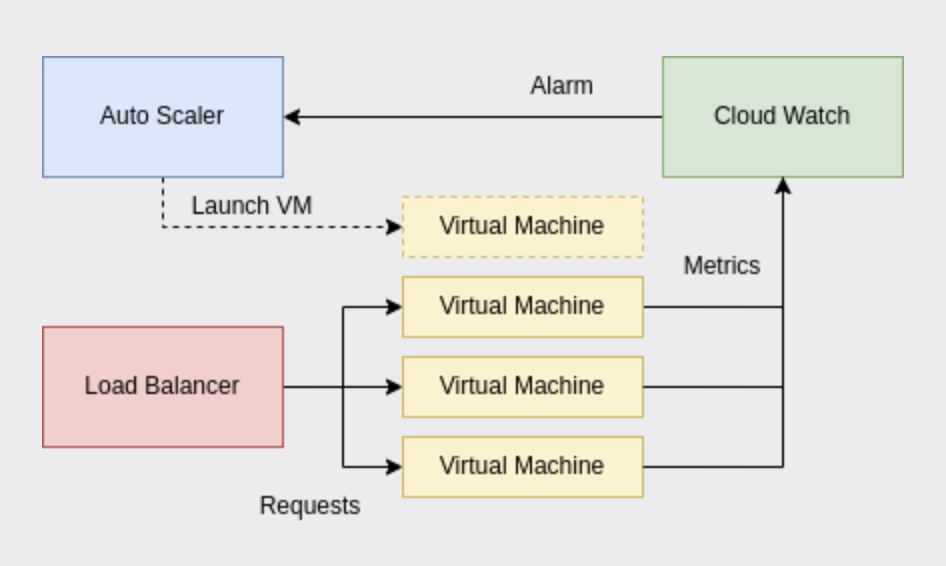 Auto Scaler
Alarm
Cloud Watch
Launch VM
Virtual Machine
Metrics
Virtual Machine
Load Balancer
Virtual Machine
Virtual Machine
Requests